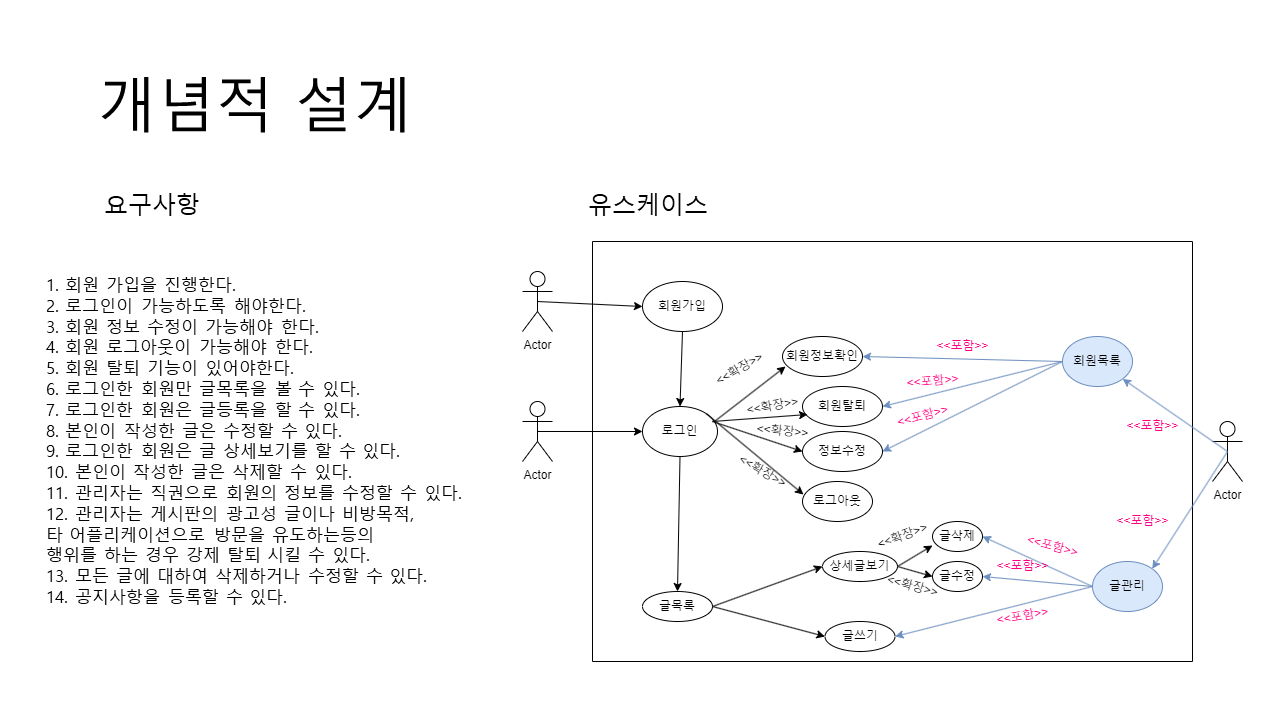 개념적 설계
요구사항
유스케이스
1. 회원 가입을 진행한다.
2. 로그인이 가능하도록 해야한다.
3. 회원 정보 수정이 가능해야 한다.
4. 회원 로그아웃이 가능해야 한다.
5. 회원 탈퇴 기능이 있어야한다.
6. 로그인한 회원만 글목록을 볼 수 있다.
7. 로그인한 회원은 글등록을 할 수 있다.
8. 본인이 작성한 글은 수정할 수 있다.
9. 로그인한 회원은 글 상세보기를 할 수 있다.
10. 본인이 작성한 글은 삭제할 수 있다.
11. 관리자는 직권으로 회원의 정보를 수정할 수 있다.
12. 관리자는 게시판의 광고성 글이나 비방목적,
타 어플리케이션으로 방문을 유도하는등의
행위를 하는 경우 강제 탈퇴 시킬 수 있다.
13. 모든 글에 대하여 삭제하거나 수정할 수 있다.
14. 공지사항을 등록할 수 있다.
Actor
회원가입
<<확장>>
회원정보확인
<<포함>>
회원목록
<<확장>>
회원탈퇴
<<포함>>
<<포함>>
<<포함>>
Actor
로그인
<<확장>>
정보수정
<<확장>>
로그아웃
Actor
<<포함>>
<<확장>>
글삭제
<<포함>>
상세글보기
<<확장>>
글수정
<<포함>>
글관리
글목록
글쓰기
<<포함>>